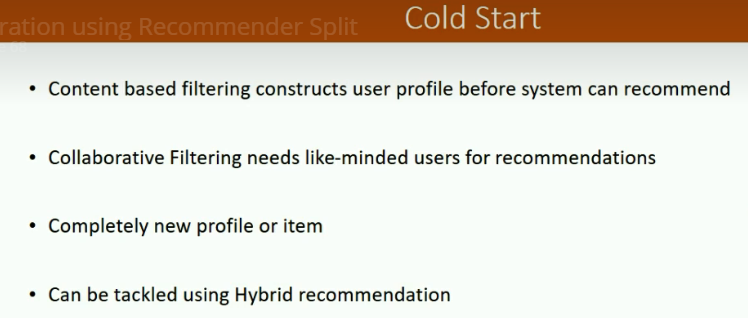 ration using Recommender Split
Cold Start
• Content based filtering constructs user profile before system can recommend
• Collaborative Filtering needs like-minded users for recommendations
• Completely new profile or item
• Can be tackled using Hybrid recommendation